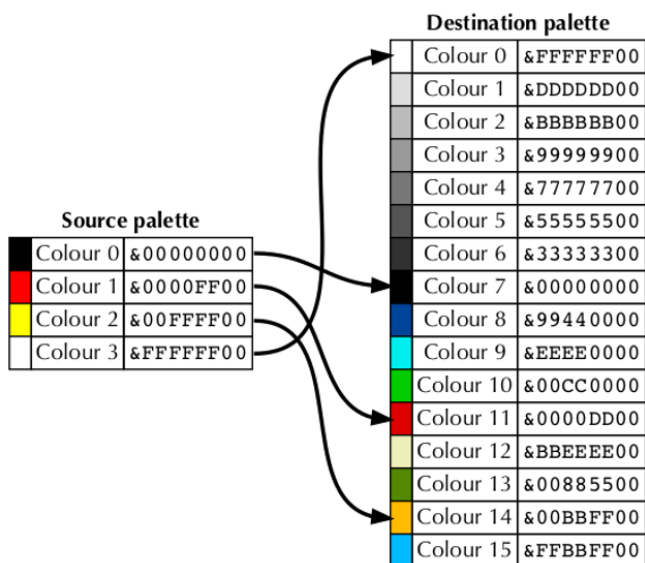 Destination palette
Colour 0 &FFFFFF00
Colour 1 &DDDDDD00
Colour 2 &BBBBBB00
Colour 3 &99999900
Colour 4 &77777700
Colour 5 &55555500
Colour 6 &33333300
Colour 7 &00000000
Colour 8 &99440000
Colour 9 &EEEE0000
Colour 10 &00CC0000
Colour 11 &0000DD00
Colour 12 &BBEEEE00
Colour 13 &00885500
Colour 14 &00BBFF00
Colour 15 &FFBBFF00
Source palette
Colour 0 &00000000
Colour 1 &0000FF00
Colour 2 &00FFFF00
Colour 3 &FFFFFF00